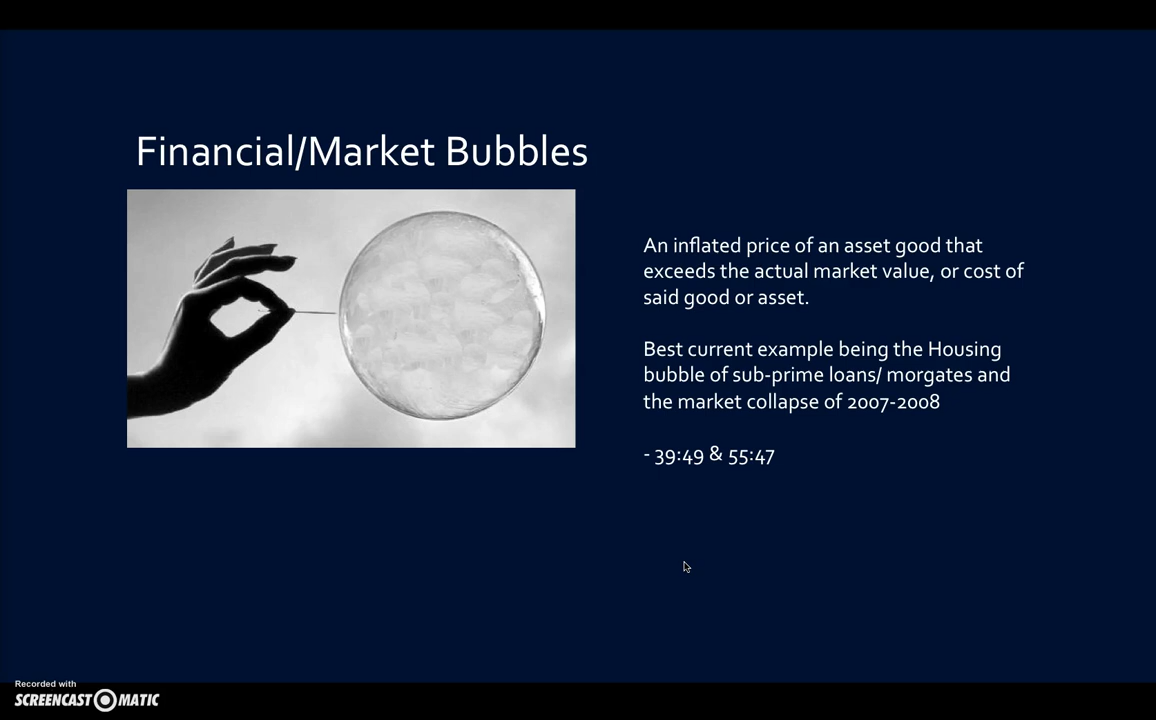 Financial/Market Bubbles
An inflated price of an asset good that
exceeds the actual market value, or cost of
said good or asset.
Best current example being the Housing
bubble of sub-prime loans/ morgates and
the market collapse of 2007-2008
- 39:49 & 55:47
Recorded with
SCREENCAST MATIC